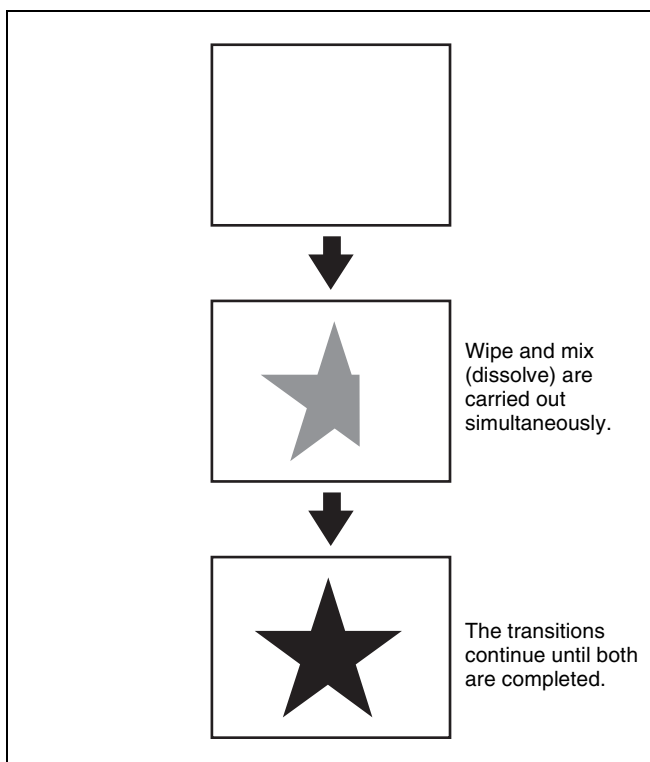 Wipe and mix
(dissolve) are
carried out
simultaneously.
The transitions
continue until both
are completed.